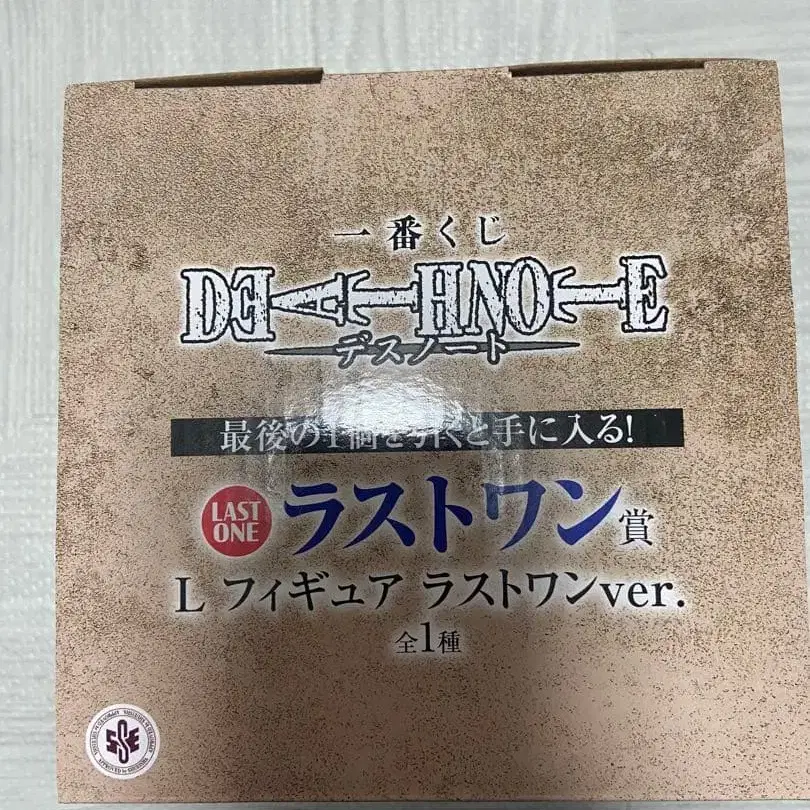 一番くじ
DEATH NOTE
デスノート
最後の1個を引くと手に入る!
LAST ONE ラストワン賞
L フィギュア ラストワンver.
全1種